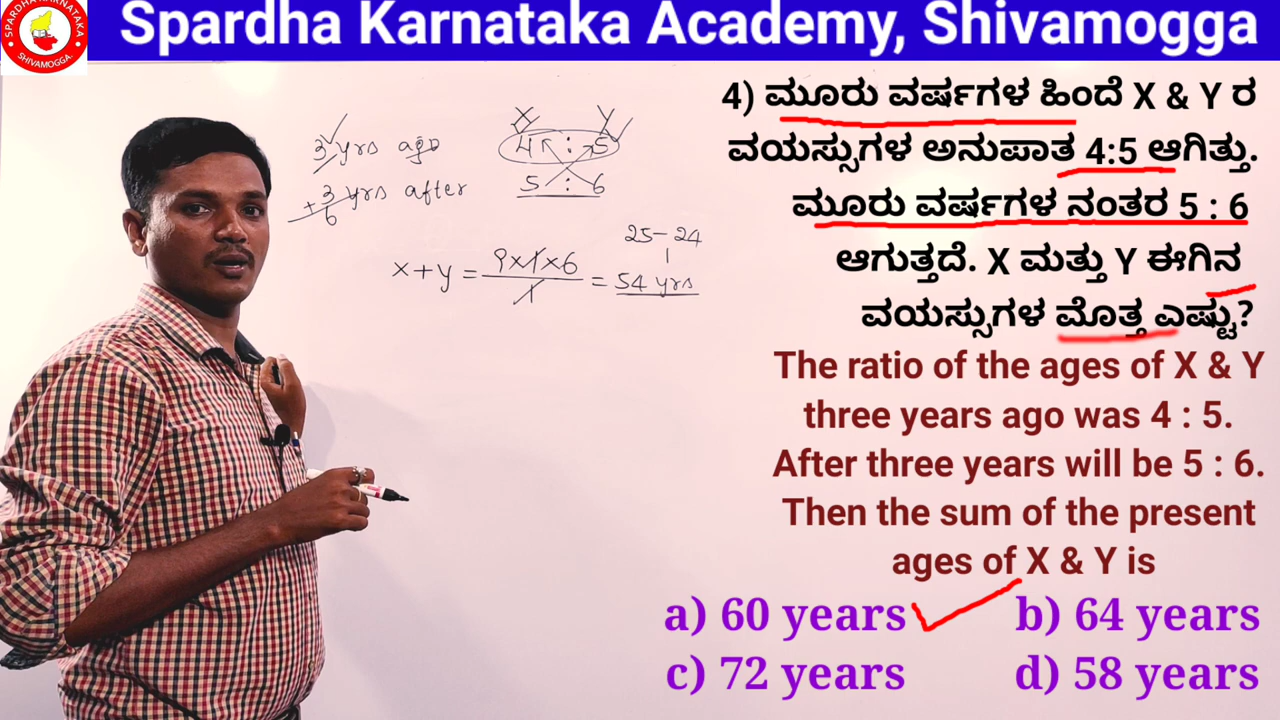 Spardha Karnataka Academy, Shivamogga
SPARDHA KARNATAKA
SHIVAMOGGA
4) ಮೂರು ವರ್ಷಗಳ ಹಿಂದೆ X & Y ರ
ವಯಸ್ಸುಗಳ ಅನುಪಾತ 4:5 ಆಗಿತ್ತು.
ಮೂರು ವರ್ಷಗಳ ನಂತರ 5 : 6
ಆಗುತ್ತದೆ. X ಮತ್ತು Y ಈಗಿನ
ವಯಸ್ಸುಗಳ ಮೊತ್ತ ಎಷ್ಟು?
The ratio of the ages of X & Y
three years ago was 4 : 5.
After three years will be 5 : 6.
Then the sum of the present
ages of X & Y is
a) 60 years b) 64 years
c) 72 years d) 58 years
X Y
3 yrs ago 4 : 5
+3 yrs after 5 : 6
6
25-24
1
x+y = 9x1x6 = 54 yrs
1